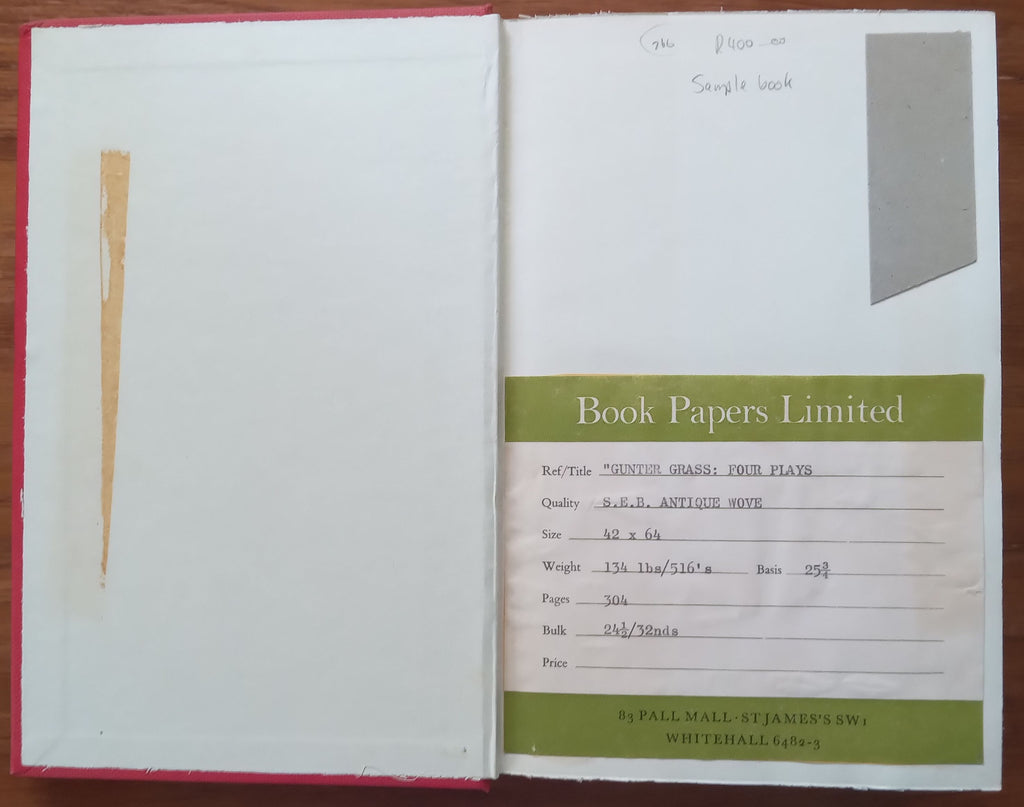 R400-00
Sample book
Book Papers Limited
Ref/Title "GUNTER GRASS: FOUR PLAYS
Quality S.E.B. ANTIQUE WOVE
Size 42 x 64
Weight 134 lbs/516's Basis 25¾
Pages 304
Bulk 24½/32nds
Price
83 PALL MALL · ST JAMES'S SW1
WHITEHALL 6482-3